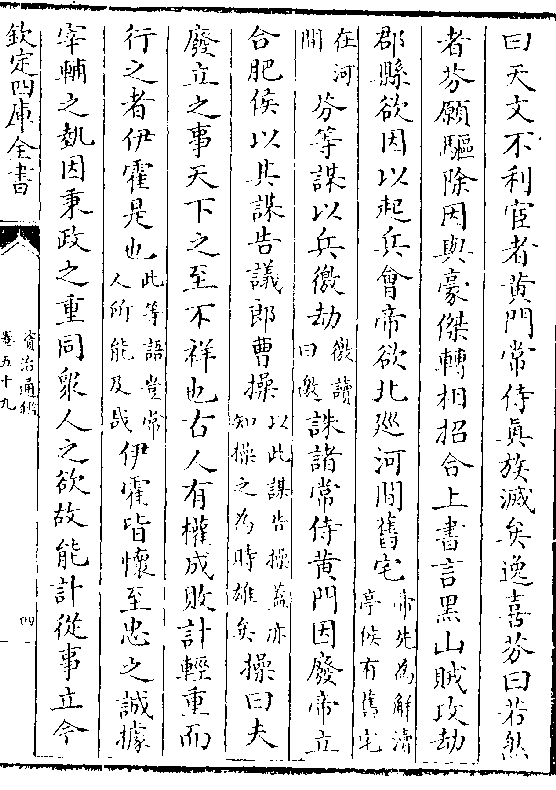 曰天文不利宦者黄門常侍真族滅矣逸喜芬曰若然
者芬願驅除因與豪傑轉相招合上書言黑山賊攻劫
郡縣欲因以起兵會帝欲北廵河間舊宅帝先為解瀆亭侯有舊宅
在河間芬等謀以兵徼劫徼讀曰邀誅諸常侍黄門因廢帝立
合肥侯以其謀告議郎曹操以此謀告操葢亦知操之為時雄矣操曰夫
廢立之事天下之至不祥也古人有權成敗計輕重而
行之者伊霍是也此等語豈常人所能及哉伊霍皆懷至忠之誠據
宰輔之埶因秉政之重同衆人之欲故能計從事立今
欽定四庫全書
資治通鑑
卷五十九
四